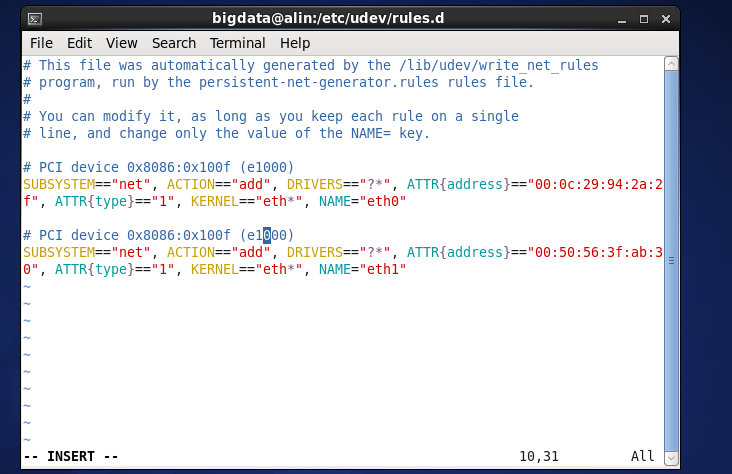 bigdata@alin:/etc/udev/rules.d
File Edit View Search Terminal Help
# This file was automatically generated by the /lib/udev/write_net_rules
# program, run by the persistent-net-generator.rules rules file.
#
# You can modify it, as long as you keep each rule on a single
# line, and change only the value of the NAME= key.
# PCI device 0x8086:0x100f (e1000)
SUBSYSTEM=="net", ACTION=="add", DRIVERS=="?*", ATTR{address}=="00:0c:29:94:2a:2
f", ATTR{type}=="1", KERNEL=="eth*", NAME="eth0"
# PCI device 0x8086:0x100f (e1000)
SUBSYSTEM=="net", ACTION=="add", DRIVERS=="?*", ATTR{address}=="00:50:56:3f:ab:3
0", ATTR{type}=="1", KERNEL=="eth*", NAME="eth1"
~
~
~
~
~
~
~
~
~
~
-- INSERT -- 10,31 All